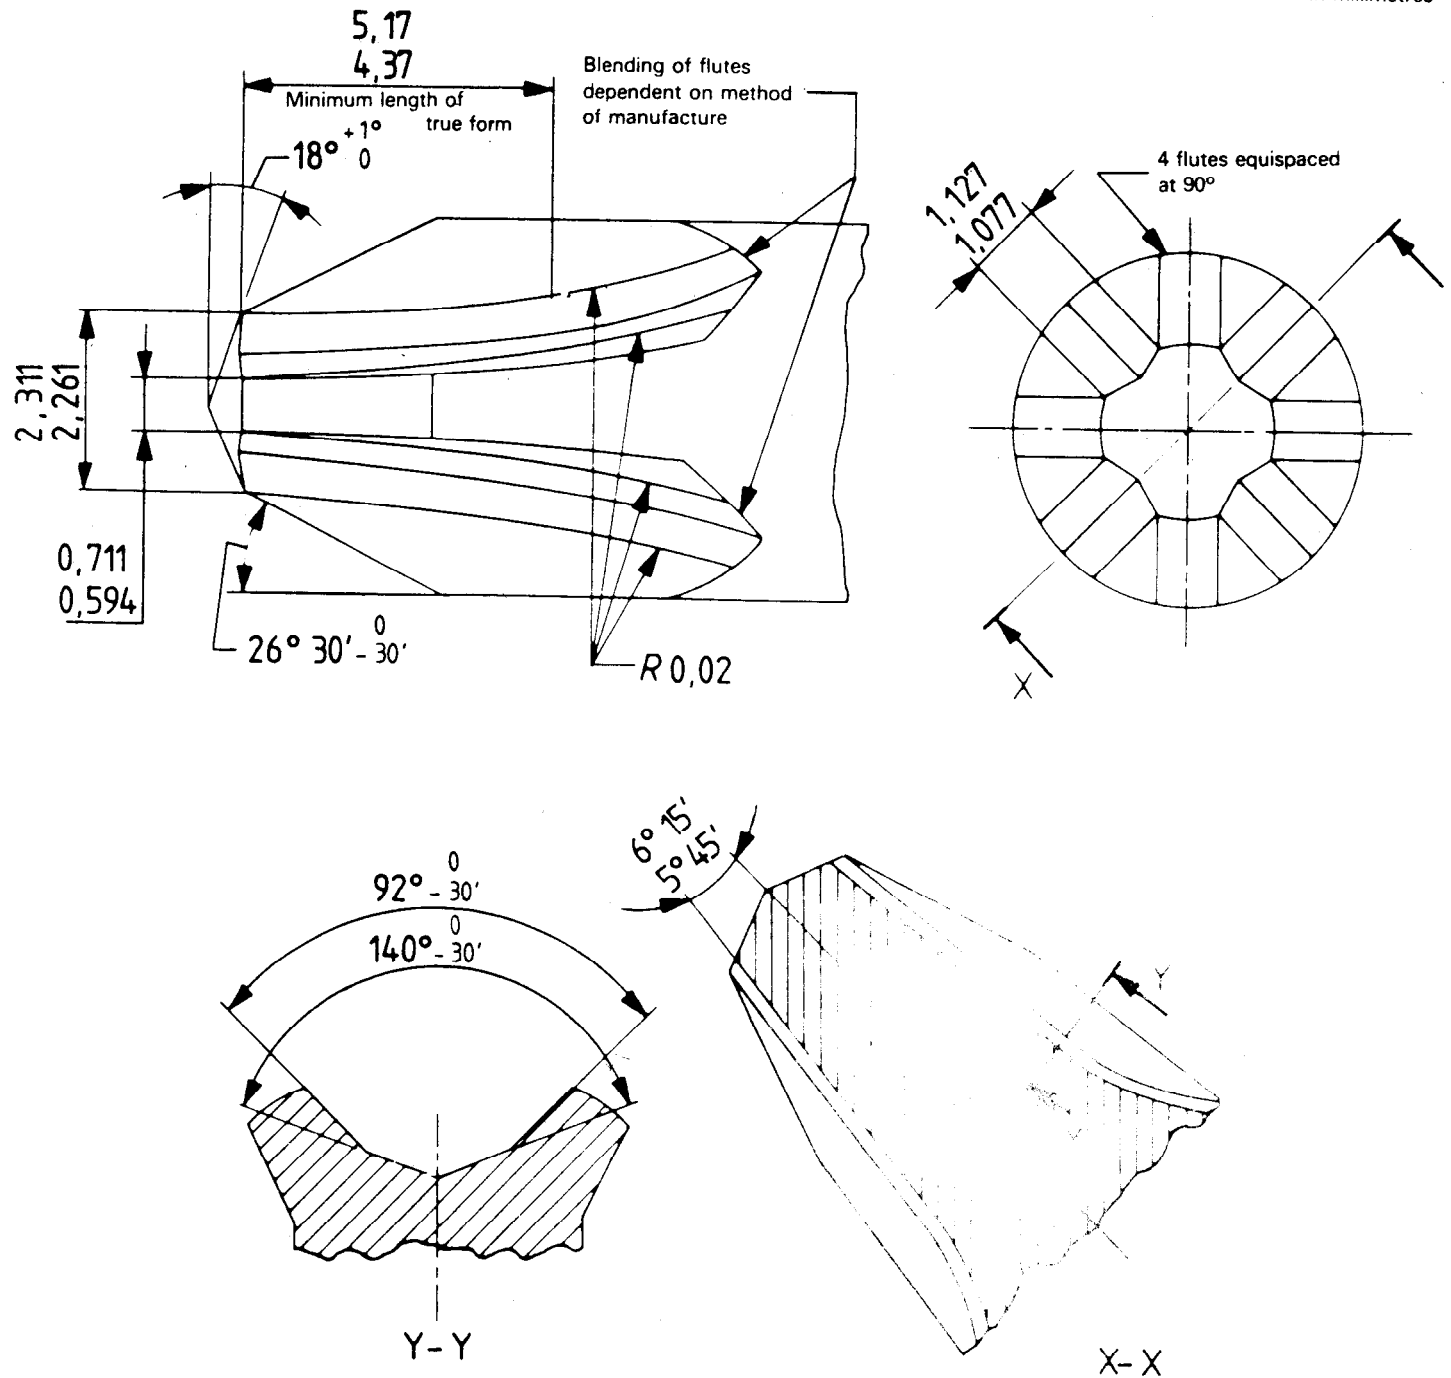 5,17
4,37
Minimum length of
true form
18° +1° 0
Blending of flutes
dependent on method
of manufacture
4 flutes equispaced
at 90°
1,127
1,077
2,311
2,261
0,711
0,594
26° 30′ 0 -30′
R 0,02
X
6° 15′
5° 45′
92° 0 -30′
140° 0 -30′
Y
Y-Y
X-X